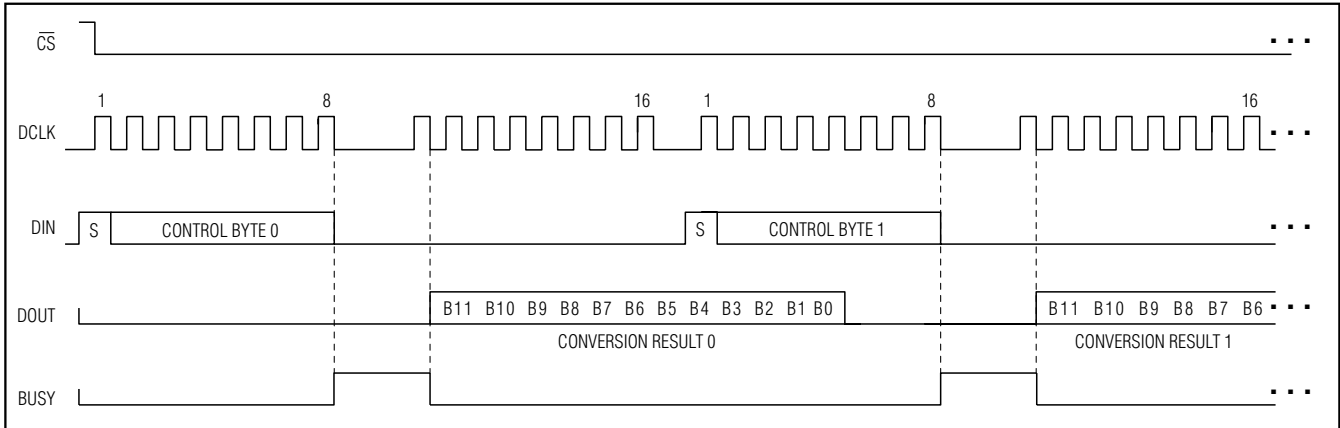 CS
1 8 16 1 8 16
DCLK
DIN S CONTROL BYTE 0 S CONTROL BYTE 1
DOUT B11 B10 B9 B8 B7 B6 B5 B4 B3 B2 B1 B0 B11 B10 B9 B8 B7 B6
CONVERSION RESULT 0 CONVERSION RESULT 1
BUSY